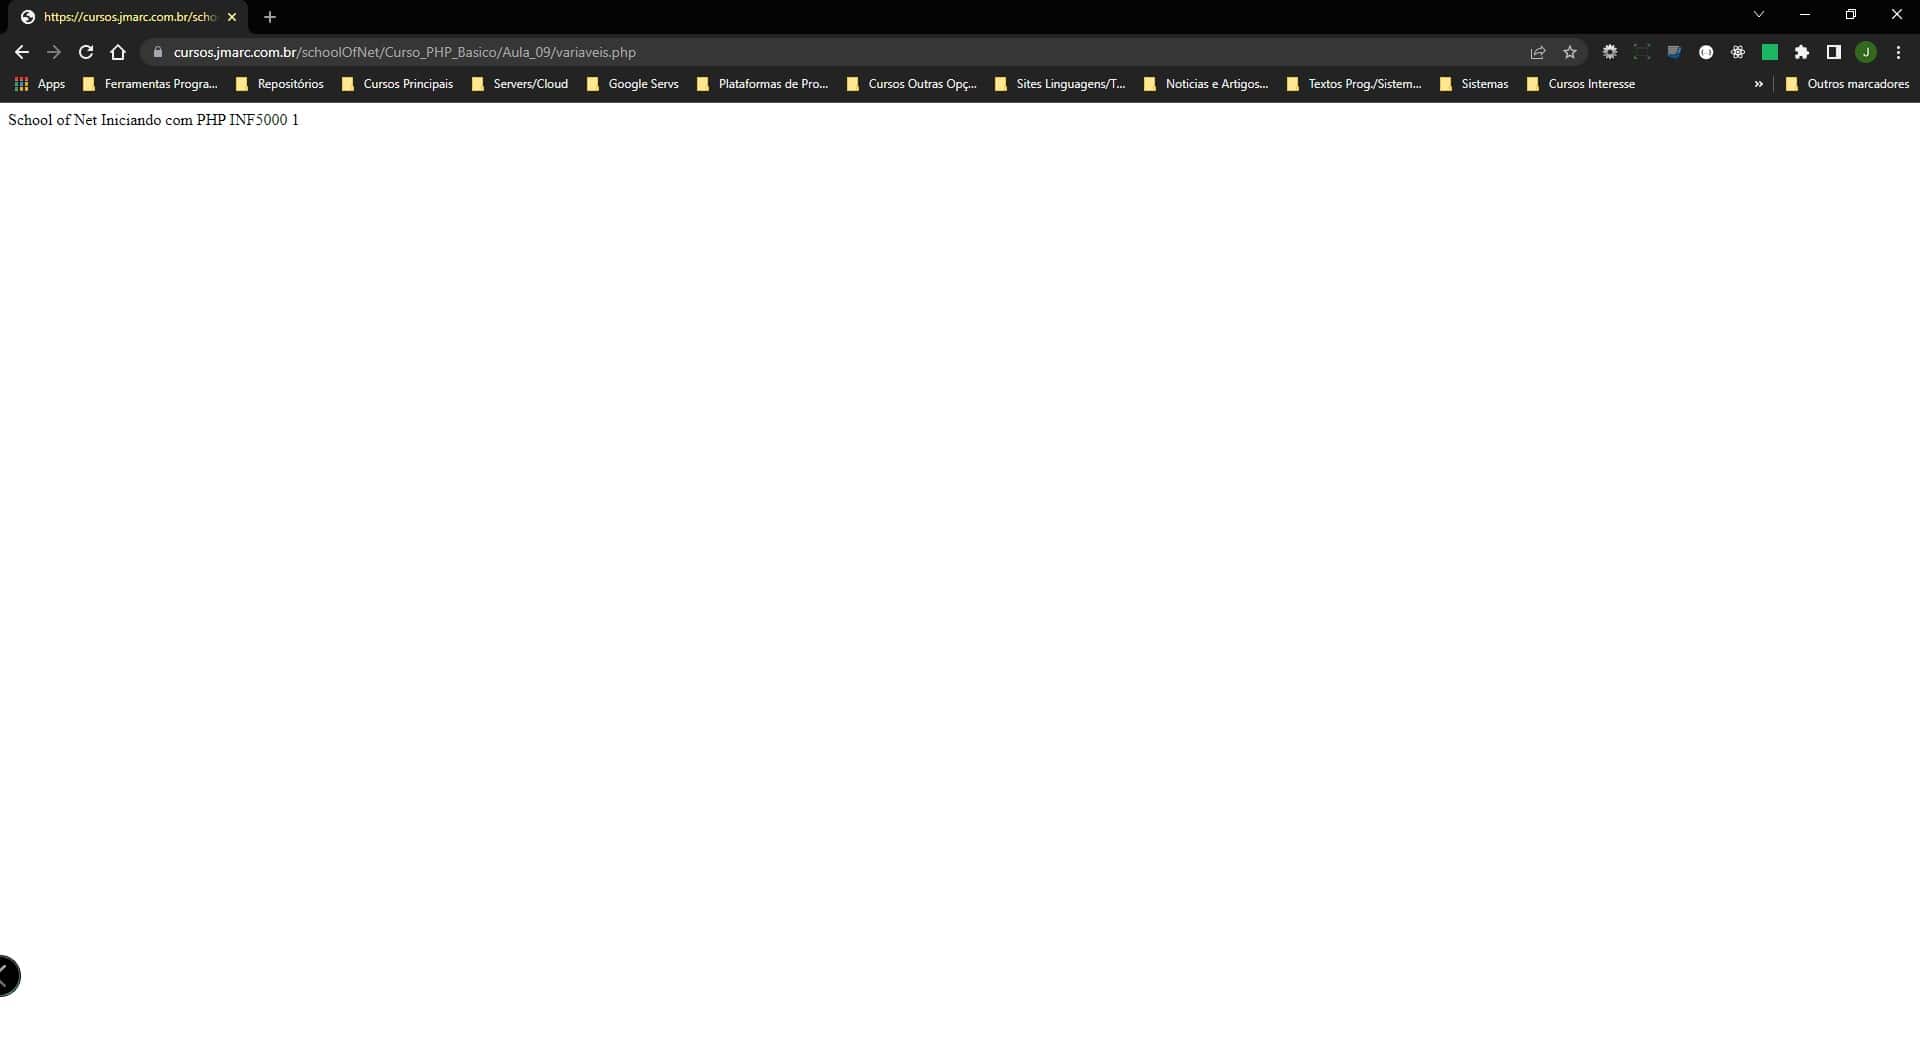 https://cursos.jmarc.com.br/scho
cursos.jmarc.com.br/schoolOfNet/Curso_PHP_Basico/Aula_09/variaveis.php
J
Apps Ferramentas Progra... Repositórios Cursos Principais Servers/Cloud Google Servs Plataformas de Pro... Cursos Outras Opç... Sites Linguagens/T... Noticias e Artigos... Textos Prog./Sistem... Sistemas Cursos Interesse » Outros marcadores
School of Net Iniciando com PHP INF5000 1